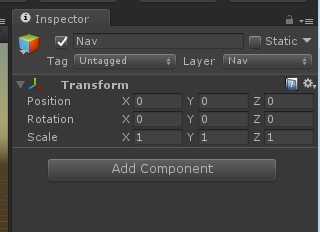 Inspector
Nav Static
Tag Untagged Layer Nav
Transform
Position X 0 Y 0 Z 0
Rotation X 0 Y 0 Z 0
Scale X 1 Y 1 Z 1
Add Component